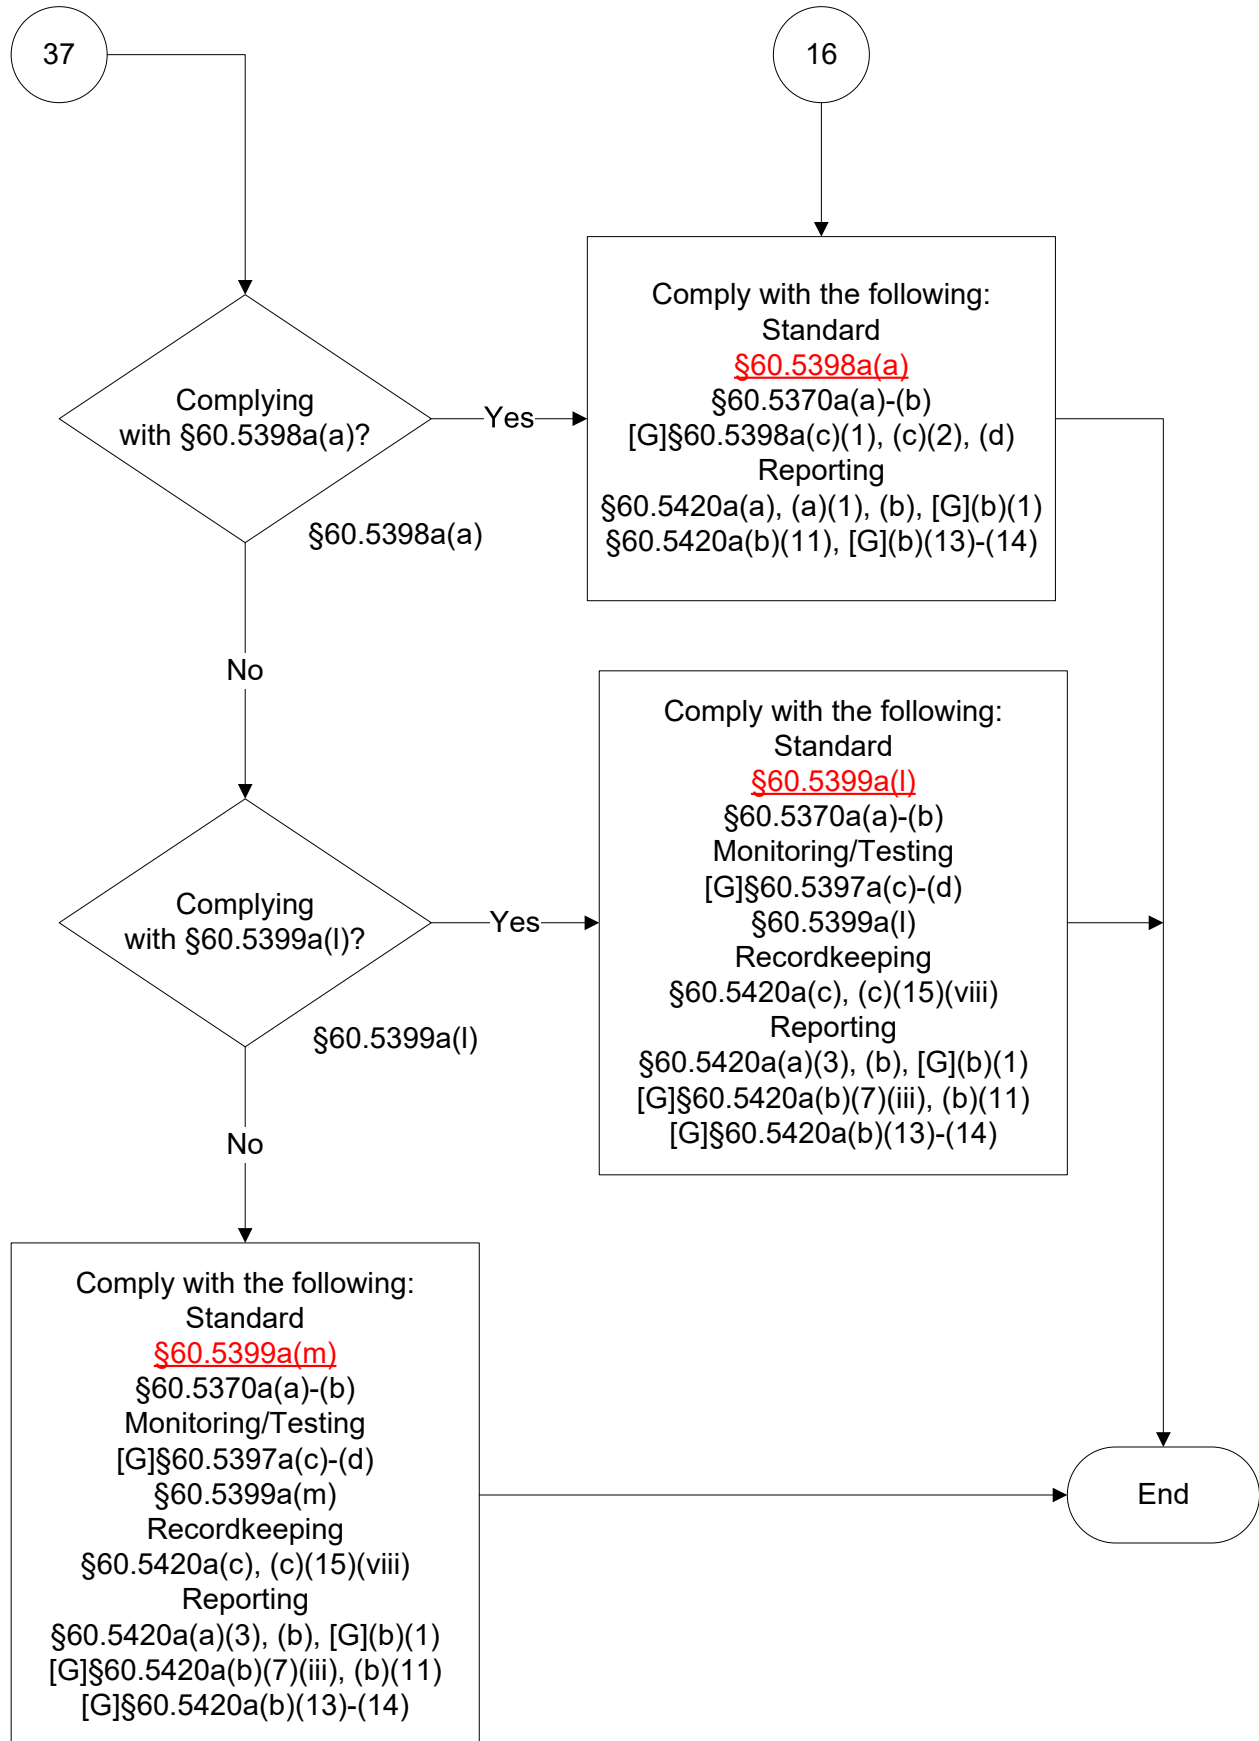 37
16
Complying
with §60.5398a(a)?
§60.5398a(a)
Yes
No
Comply with the following:
Standard
§60.5398a(a)
§60.5370a(a)-(b)
[G]§60.5398a(c)(1), (c)(2), (d)
Reporting
§60.5420a(a), (a)(1), (b), [G](b)(1)
§60.5420a(b)(11), [G](b)(13)-(14)
Complying
with §60.5399a(l)?
§60.5399a(l)
Yes
No
Comply with the following:
Standard
§60.5399a(l)
§60.5370a(a)-(b)
Monitoring/Testing
[G]§60.5397a(c)-(d)
§60.5399a(l)
Recordkeeping
§60.5420a(c), (c)(15)(viii)
Reporting
§60.5420a(a)(3), (b), [G](b)(1)
[G]§60.5420a(b)(7)(iii), (b)(11)
[G]§60.5420a(b)(13)-(14)
Comply with the following:
Standard
§60.5399a(m)
§60.5370a(a)-(b)
Monitoring/Testing
[G]§60.5397a(c)-(d)
§60.5399a(m)
Recordkeeping
§60.5420a(c), (c)(15)(viii)
Reporting
§60.5420a(a)(3), (b), [G](b)(1)
[G]§60.5420a(b)(7)(iii), (b)(11)
[G]§60.5420a(b)(13)-(14)
End